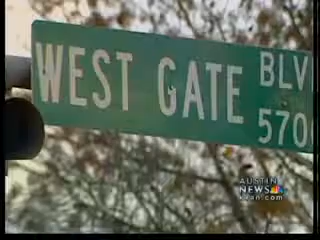 WEST GATE BLV
570
AUSTIN
NEWS
kxan.com